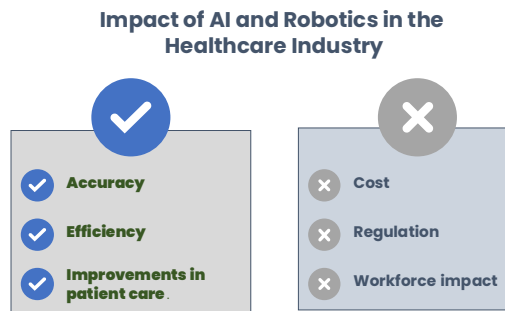 Impact of AI and Robotics in the
Healthcare Industry
Accuracy
Efficiency
Improvements in
patient care.
Cost
Regulation
Workforce impact